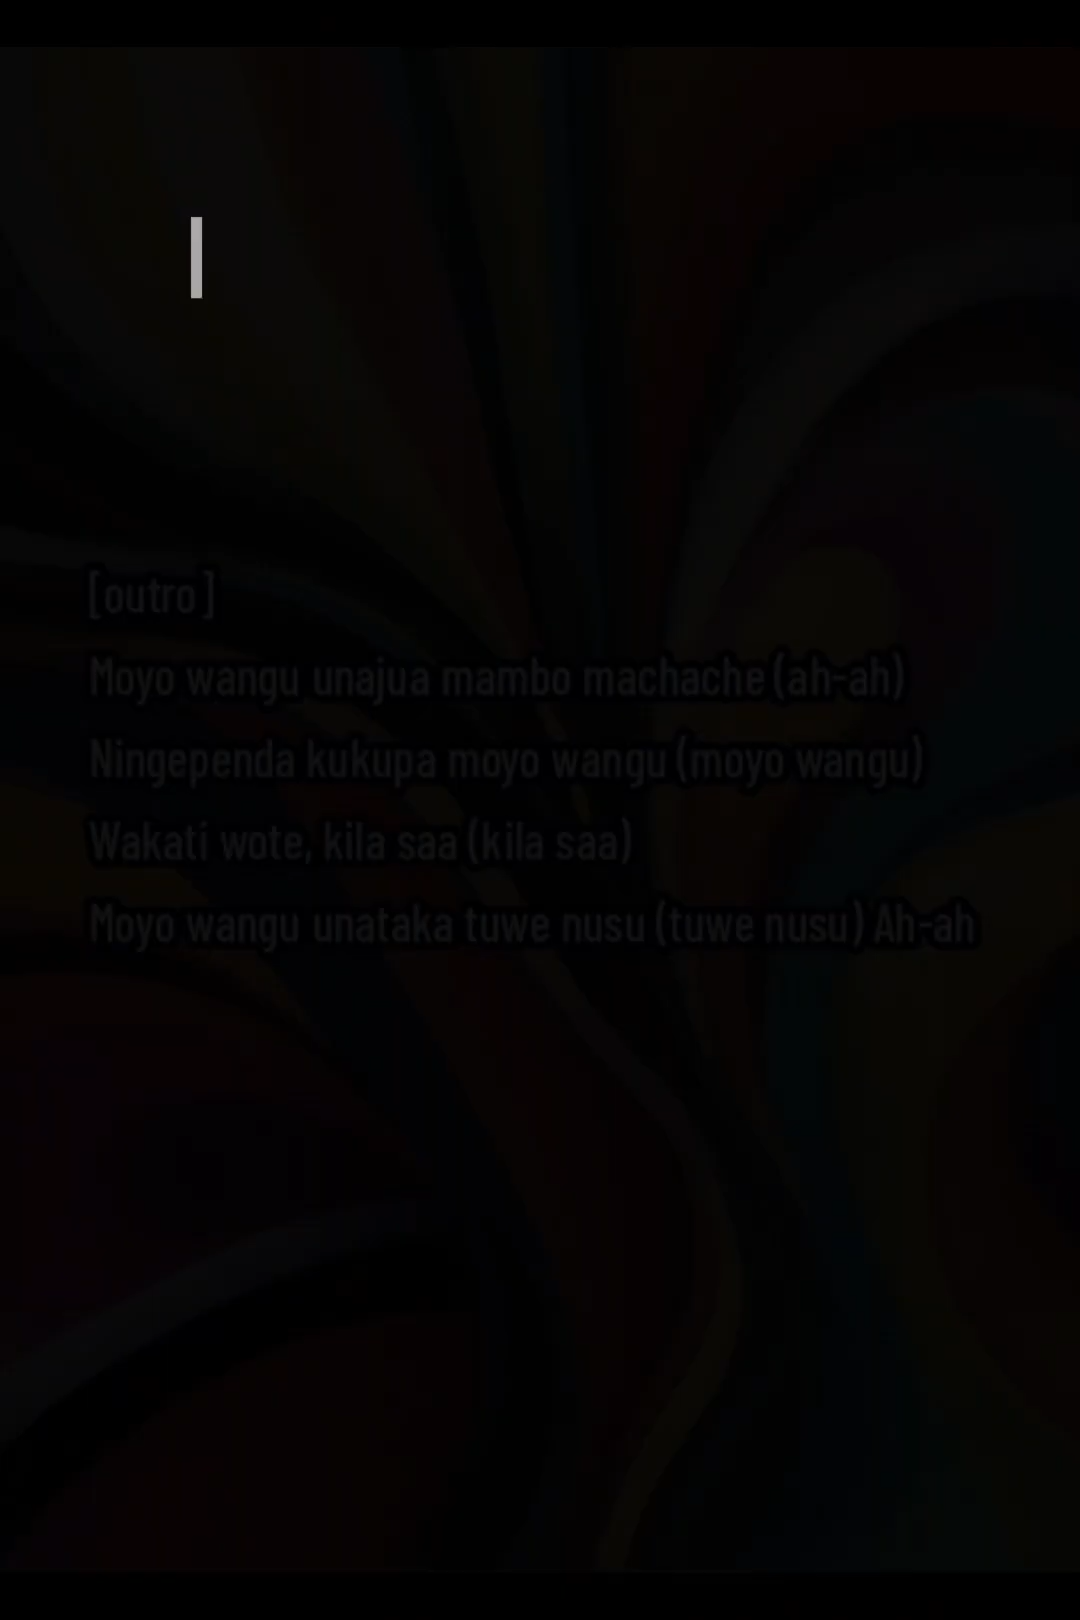 [outro]
Moyo wangu unajua mambo machache (ah-ah)
Ningependa kukupa moyo wangu (moyo wangu)
Wakati wote, kila saa (kila saa)
Moyo wangu unataka tuwe nusu (tuwe nusu) Ah-ah